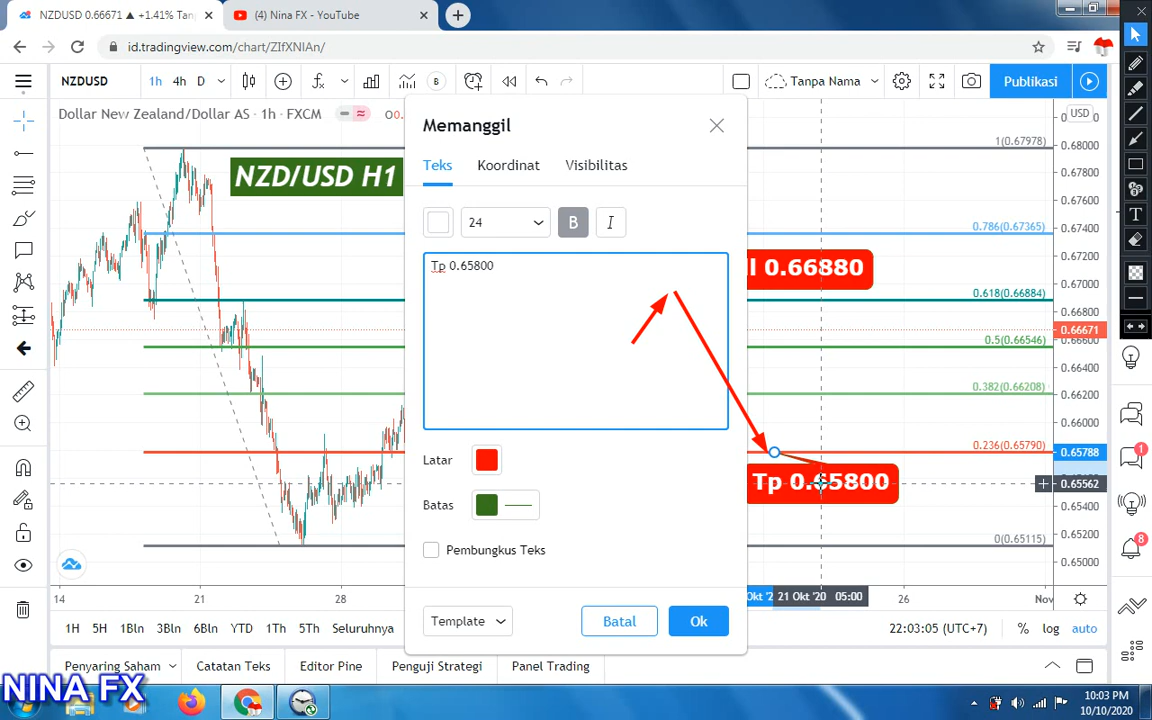 NZDUSD 0.66671 ▲ +1.41% Tan
(4) Nina FX - YouTube
id.tradingview.com/chart/ZIfXNIAn/
NZDUSD
1h
4h
D
Tanpa Nama
Publikasi
Dollar New Zealand/Dollar AS · 1h · FXCM
NZD/USD H1
Memanggil
Teks
Koordinat
Visibilitas
24
B
I
Tp 0.65800
Latar
Batas
Pembungkus Teks
Template
Batal
Ok
l 0.66880
Tp 0.65800
1(0.67978)
0.786(0.67365)
0.618(0.66884)
0.5(0.66546)
0.382(0.66208)
0.236(0.65790)
0(0.65115)
USD
0.68000
0.67800
0.67600
0.67400
0.67200
0.67000
0.66800
0.66671
0.66600
0.66400
0.66200
0.66000
0.65788
0.65562
0.65400
0.65200
0.65000
14
21
28
21 Okt '20 05:00
26
Nov
1H
5H
1Bln
3Bln
6Bln
YTD
1Th
5Th
Seluruhnya
22:03:05 (UTC+7)
%
log
auto
Penyaring Saham
Catatan Teks
Editor Pine
Penguji Strategi
Panel Trading
1
8
NINA FX
10:03 PM
10/10/2020